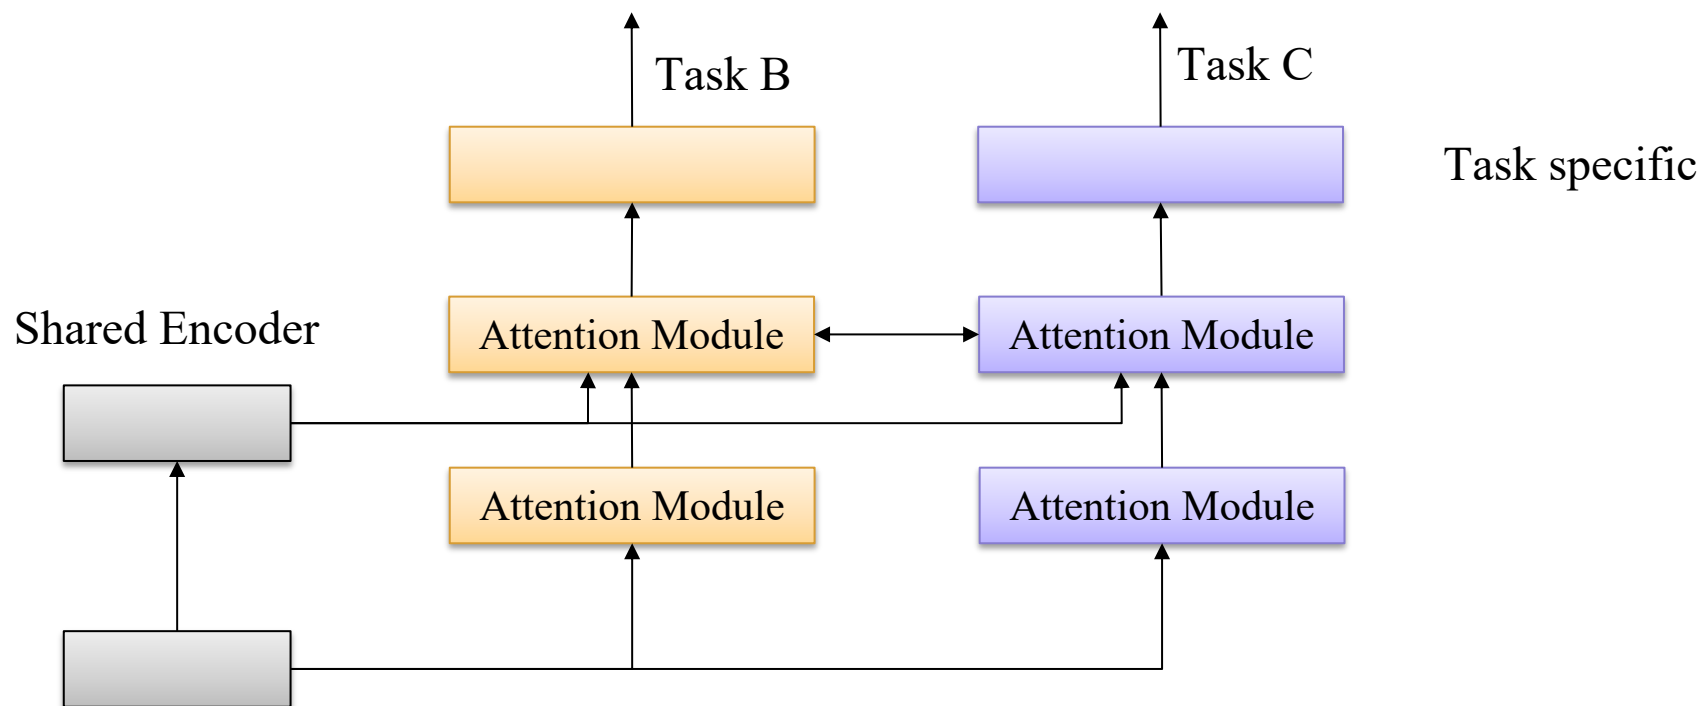 Task B
Task C
Task specific
Shared Encoder
Attention Module
Attention Module
Attention Module
Attention Module